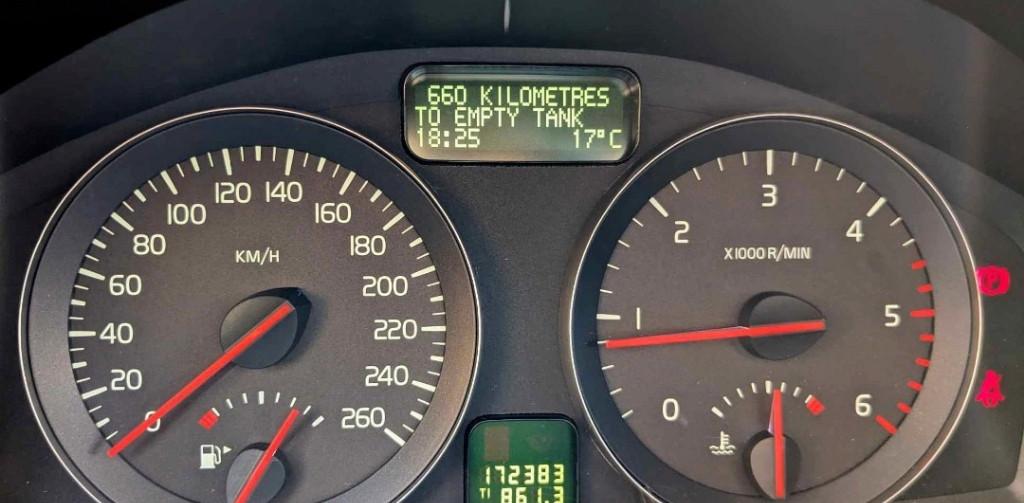 660 KILOMETRES
TO EMPTY TANK
18:25 17°C
120 140
100 160
80 180
KM/H
60 200
40 220
20 240
0 260
3
2 4
X1000 R/MIN
1 5
0 6
172383
T1 861.3